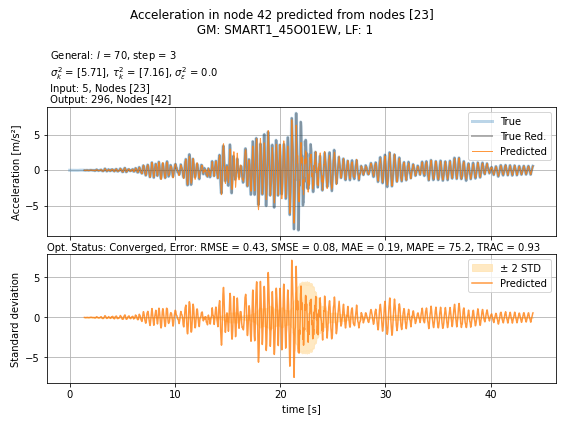 Acceleration in node 42 predicted from nodes [23]
GM: SMART1_45O01EW, LF: 1
General: l = 70, step = 3
σ²ₖ = [5.71], τ²ₖ = [7.16], σ²ε = 0.0
Input: 5, Nodes [23]
Output: 296, Nodes [42]
Acceleration [m/s²]
5
0
−5
True
True Red.
Predicted
Opt. Status: Converged, Error: RMSE = 0.43, SMSE = 0.08, MAE = 0.19, MAPE = 75.2, TRAC = 0.93
Standard deviation
5
0
−5
± 2 STD
Predicted
0 10 20 30 40
time [s]